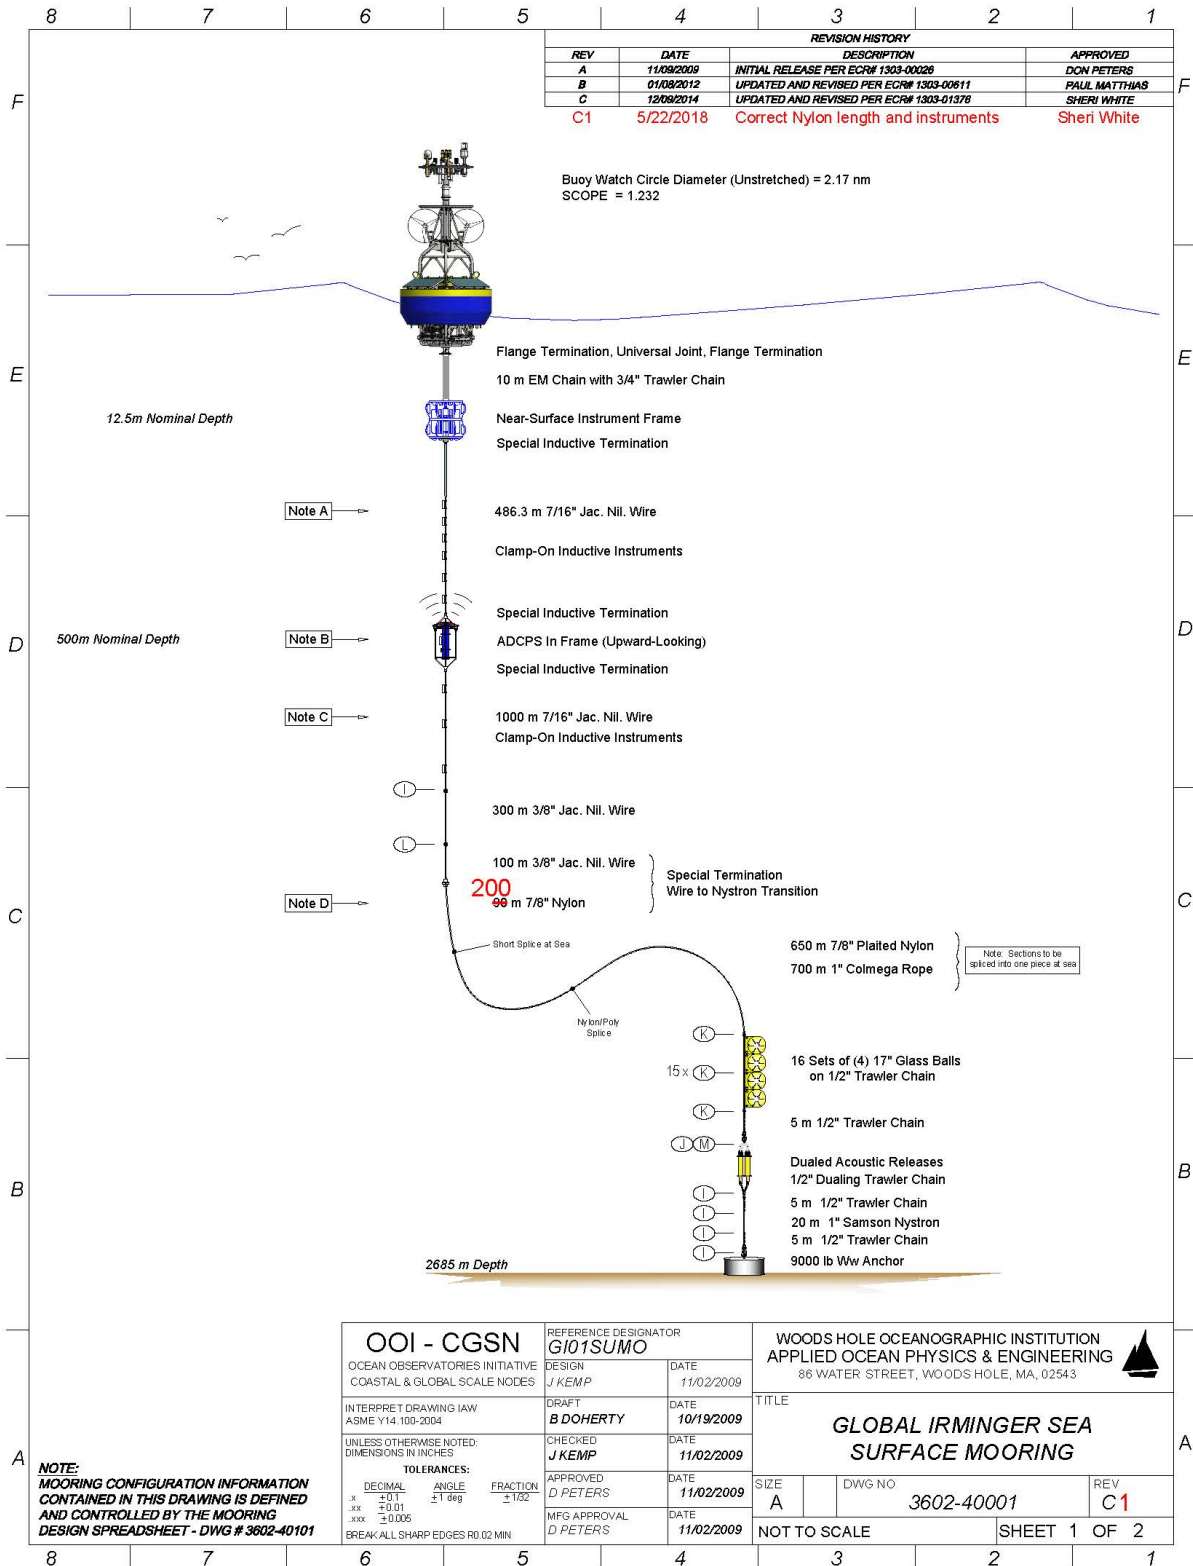 8 7 6 5 4 3 2 1
REVISION HISTORY
REV DATE DESCRIPTION APPROVED
A 11/09/2009 INITIAL RELEASE PER ECR# 1303-00026 DON PETERS
B 01/08/2012 UPDATED AND REVISED PER ECR# 1303-00611 PAUL MATTHIAS
C 12/09/2014 UPDATED AND REVISED PER ECR# 1303-01376 SHERI WHITE
C1 5/22/2018 Correct Nylon length and instruments Sheri White
F F
Buoy Watch Circle Diameter (Unstretched) = 2.17 nm
SCOPE = 1.232
Flange Termination, Universal Joint, Flange Termination
E E
10 m EM Chain with 3/4" Trawler Chain
12.5m Nominal Depth Near-Surface Instrument Frame
Special Inductive Termination
Note A 486.3 m 7/16" Jac. Nil. Wire
Clamp-On Inductive Instruments
Special Inductive Termination
D 500m Nominal Depth Note B ADCPS In Frame (Upward-Looking) D
Special Inductive Termination
Note C 1000 m 7/16" Jac. Nil. Wire
Clamp-On Inductive Instruments
I
300 m 3/8" Jac. Nil. Wire
L
100 m 3/8" Jac. Nil. Wire
Special Termination
Wire to Nystron Transition
200
Note D 90 m 7/8" Nylon
C C
Short Splice at Sea
650 m 7/8" Plaited Nylon
700 m 1" Colmega Rope
Note: Sections to be
spliced into one piece at sea
Nylon/Poly
Splice
K
16 Sets of (4) 17" Glass Balls
15 x K on 1/2" Trawler Chain
K
5 m 1/2" Trawler Chain
J M
Dualed Acoustic Releases
1/2" Dualing Trawler Chain
B B
I 5 m 1/2" Trawler Chain
I 20 m 1" Samson Nystron
I 5 m 1/2" Trawler Chain
I 9000 lb Ww Anchor
2685 m Depth
OOI - CGSN
OCEAN OBSERVATORIES INITIATIVE
COASTAL & GLOBAL SCALE NODES
INTERPRET DRAWING IAW
ASME Y14.100-2004
UNLESS OTHERWISE NOTED:
DIMENSIONS IN INCHES
TOLERANCES:
DECIMAL ANGLE FRACTION
.x ±0.1 ±1 deg ±1/32
.xx ±0.01
.xxx ±0.005
BREAK ALL SHARP EDGES R0.02 MIN
REFERENCE DESIGNATOR
GI01SUMO
DESIGN DATE
J KEMP 11/02/2009
DRAFT DATE
B DOHERTY 10/19/2009
CHECKED DATE
J KEMP 11/02/2009
APPROVED DATE
D PETERS 11/02/2009
MFG APPROVAL DATE
D PETERS 11/02/2009
WOODS HOLE OCEANOGRAPHIC INSTITUTION
APPLIED OCEAN PHYSICS & ENGINEERING
86 WATER STREET, WOODS HOLE, MA, 02543
TITLE
GLOBAL IRMINGER SEA
SURFACE MOORING
SIZE DWG NO REV
A 3602-40001 C1
NOT TO SCALE SHEET 1 OF 2
A A
NOTE:
MOORING CONFIGURATION INFORMATION
CONTAINED IN THIS DRAWING IS DEFINED
AND CONTROLLED BY THE MOORING
DESIGN SPREADSHEET - DWG # 3602-40101
8 7 6 5 4 3 2 1